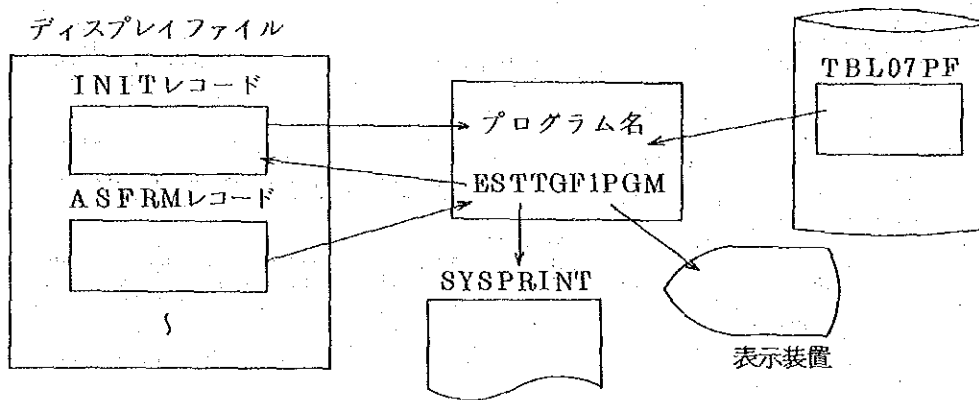 ディスプレイファイル
INITレコード
ASFRMレコード
プログラム名
ESTTGF1PGM
TBL07PF
SYSPRINT
表示装置